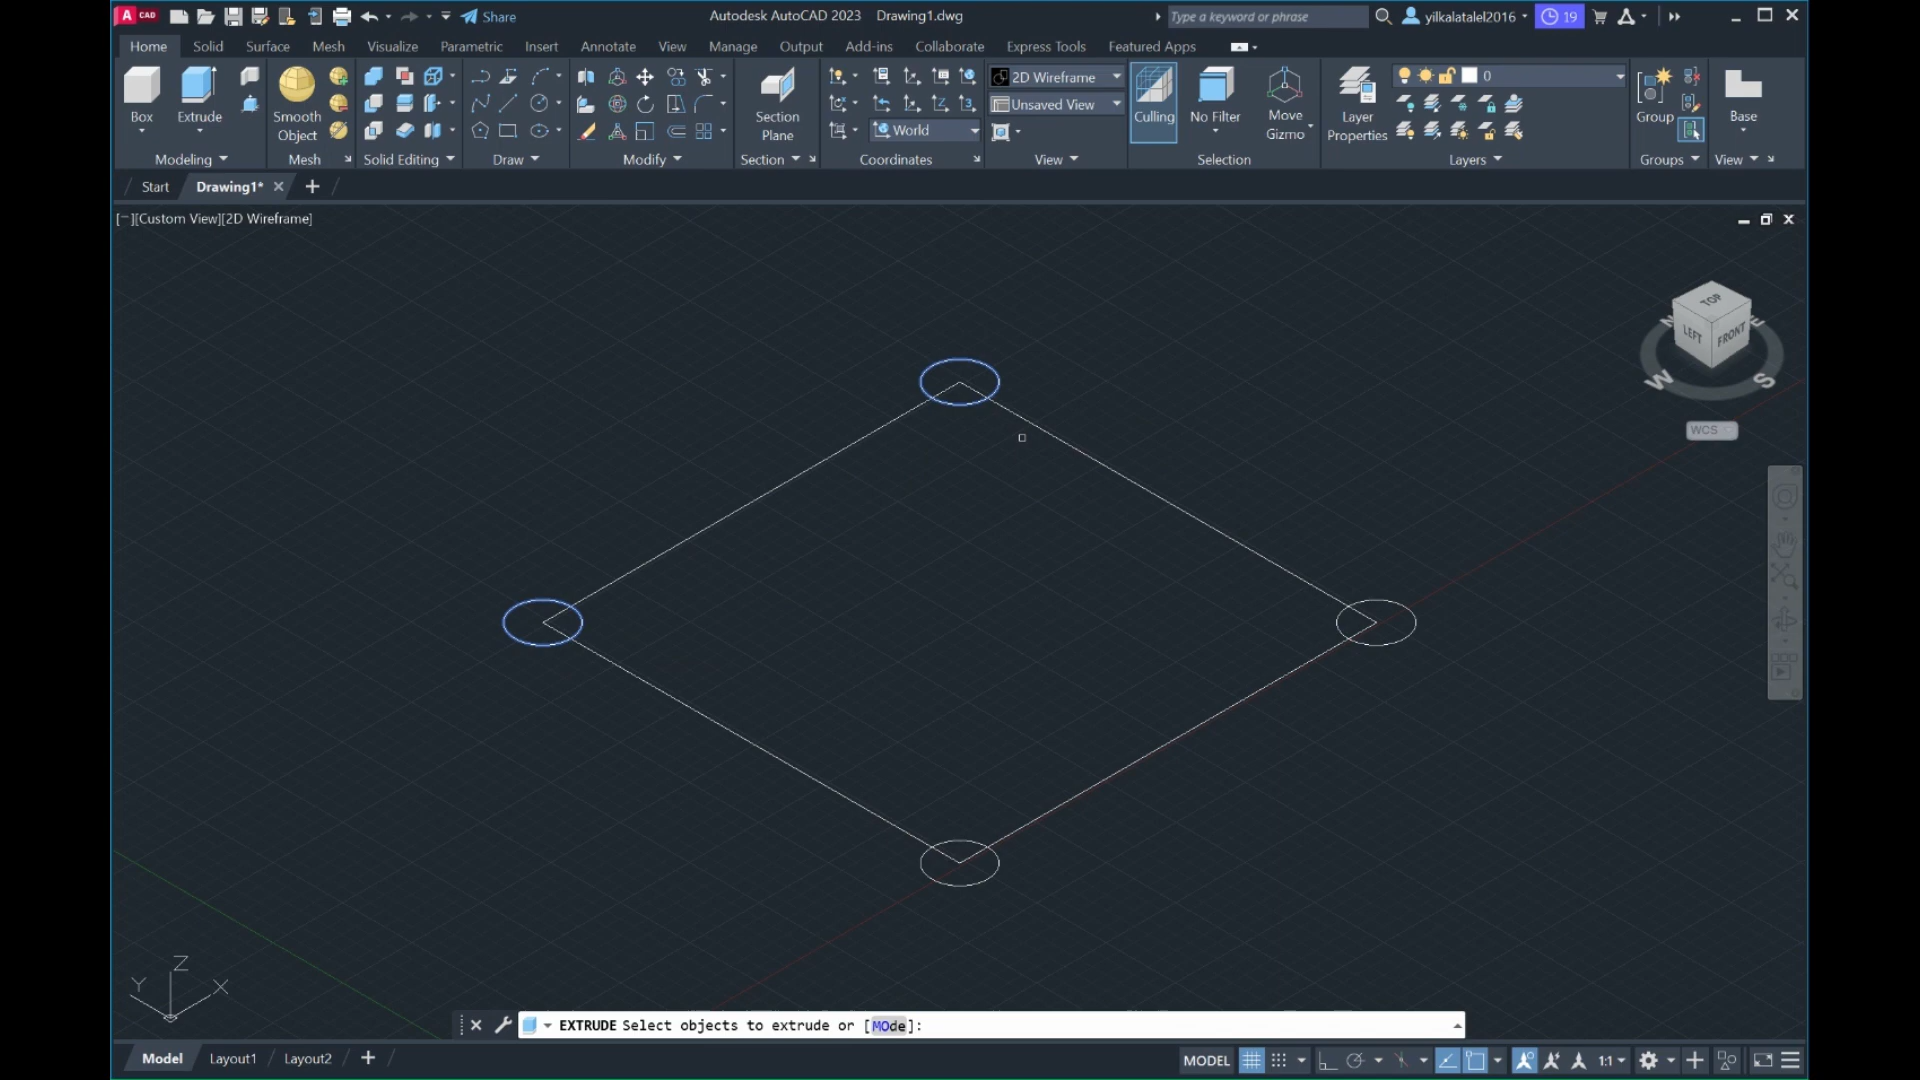 A CAD Share Autodesk AutoCAD 2023 Drawing1.dwg Type a keyword or phrase yilkalatalel2016 19
Home Solid Surface Mesh Visualize Parametric Insert Annotate View Manage Output Add-ins Collaborate Express Tools Featured Apps
2D Wireframe 0
Unsaved View
Box Extrude Smooth Object Section Plane World Culling No Filter Move Gizmo Layer Properties Group Base
Modeling Mesh Solid Editing Draw Modify Section Coordinates View Selection Layers Groups View
Start Drawing1*
[−][Custom View][2D Wireframe]
TOP
LEFT FRONT
N E
W S
WCS
Z
Y X
EXTRUDE Select objects to extrude or [MOde]:
Model Layout1 Layout2 MODEL 1:1